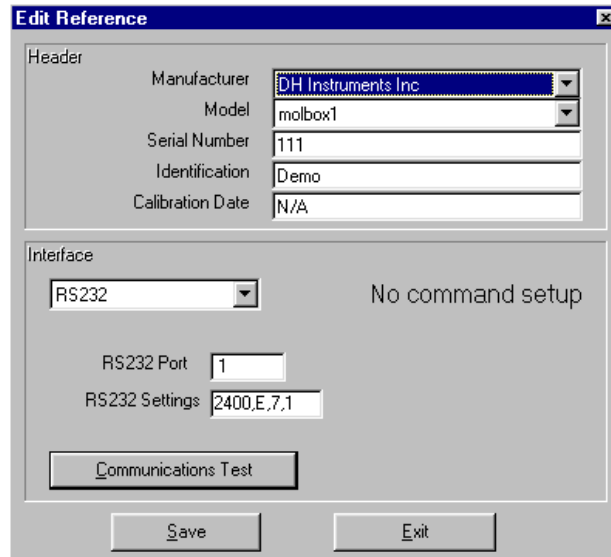 Edit Reference
Header
Manufacturer DH Instruments Inc
Model molbox1
Serial Number 111
Identification Demo
Calibration Date N/A
Interface
RS232 No command setup
RS232 Port 1
RS232 Settings 2400,E,7,1
Communications Test
Save Exit